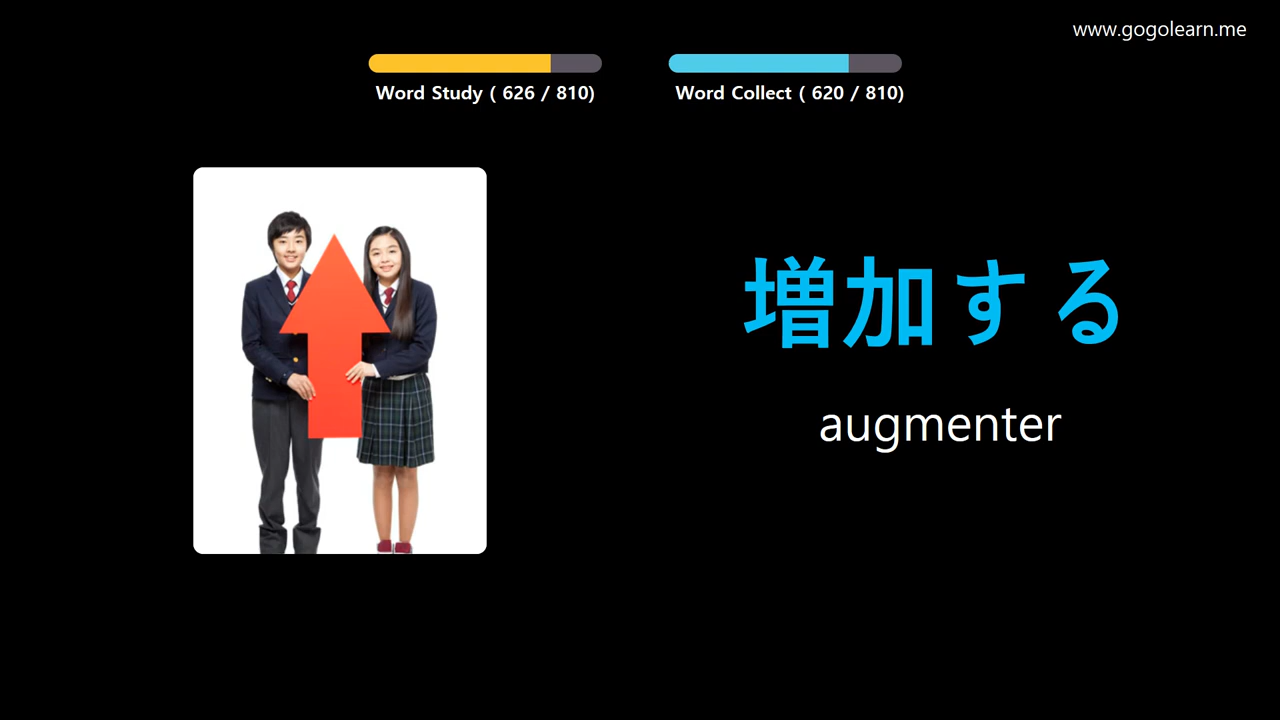 www.gogolearn.me
Word Study ( 626 / 810)
Word Collect ( 620 / 810)
増加する
augmenter